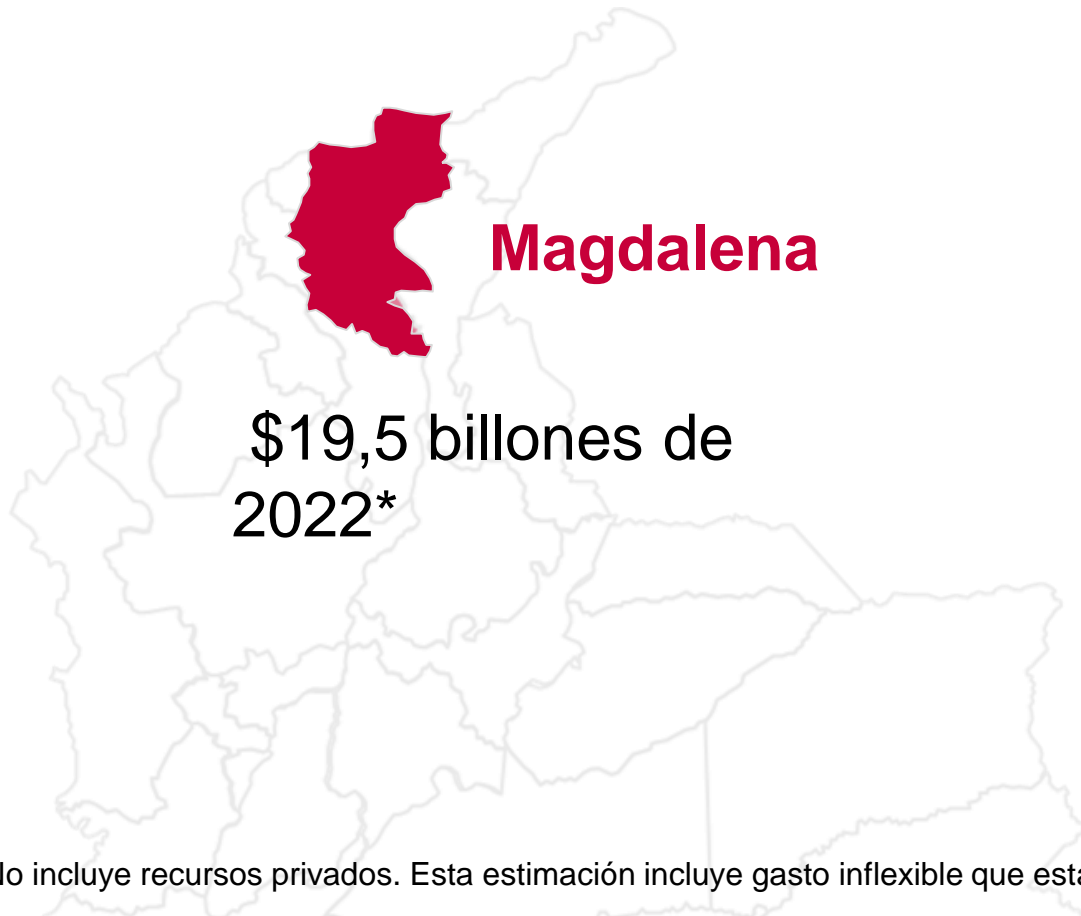 Magdalena
$19,5 billones de
2022*
incluye recursos privados. Esta estimación incluye gasto inflexible que